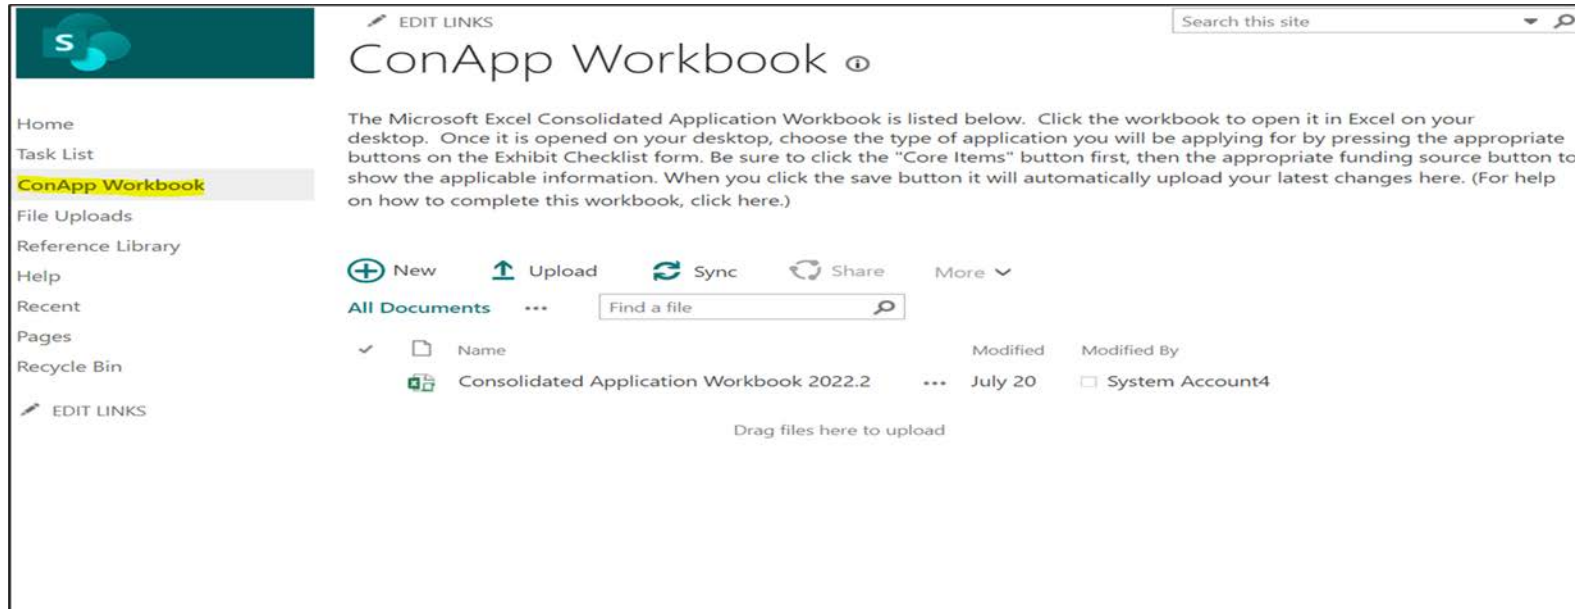 S
EDIT LINKS
Search this site
ConApp Workbook
Home
Task List
ConApp Workbook
File Uploads
Reference Library
Help
Recent
Pages
Recycle Bin
EDIT LINKS
The Microsoft Excel Consolidated Application Workbook is listed below.  Click the workbook to open it in Excel on your
desktop.  Once it is opened on your desktop, choose the type of application you will be applying for by pressing the appropriate
buttons on the Exhibit Checklist form. Be sure to click the "Core Items" button first, then the appropriate funding source button to
show the applicable information. When you click the save button it will automatically upload your latest changes here. (For help
on how to complete this workbook, click here.)
New Upload Sync Share More
All Documents ... Find a file
Name Modified Modified By
Consolidated Application Workbook 2022.2 ... July 20 System Account4
Drag files here to upload